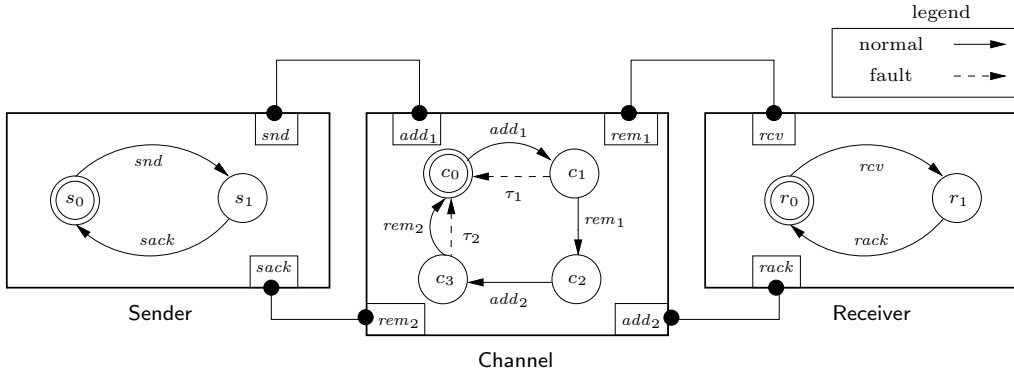 legend
normal
fault
snd
add₁
rem₁
rcv
snd
s₀
s₁
sack
sack
add₁
c₀
c₁
τ₁
rem₂
τ₂
rem₁
c₃
c₂
add₂
rem₂
add₂
rcv
r₀
r₁
rack
rack
Sender
Channel
Receiver